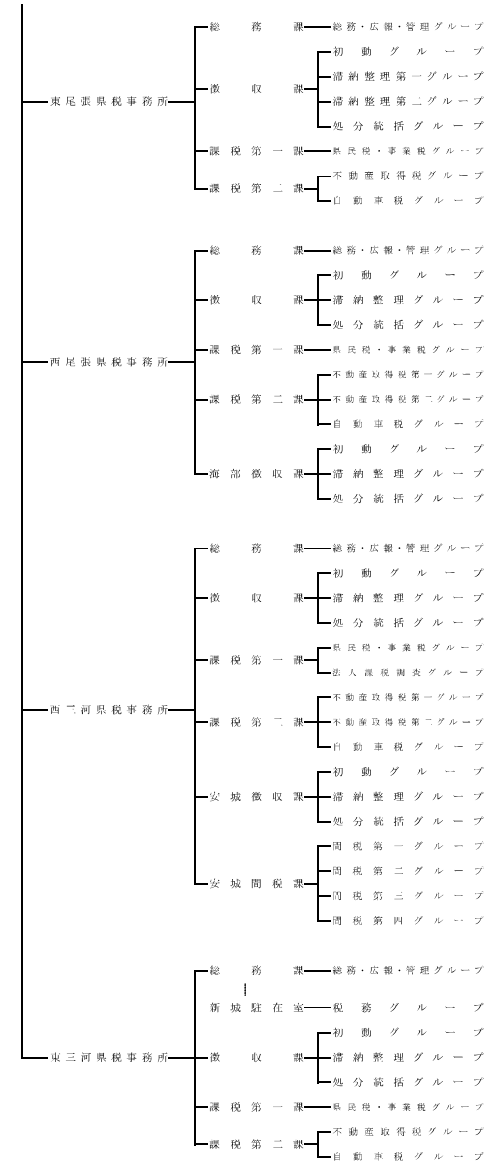 総務課 総務・広報・管理グループ
初動グループ
滞納整理第一グループ
徴収課
東尾張県税事務所 滞納整理第二グループ
処分統括グループ
課税第一課 県民税・事業税グループ
不動産取得税グループ
課税第二課
自動車税グループ
総務課 総務・広報・管理グループ
初動グループ
徴収課 滞納整理グループ
処分統括グループ
課税第一課 県民税・事業税グループ
西尾張県税事務所
不動産取得税第一グループ
課税第二課 不動産取得税第二グループ
自動車税グループ
初動グループ
海部徴収課 滞納整理グループ
処分統括グループ
総務課 総務・広報・管理グループ
初動グループ
徴収課 滞納整理グループ
処分統括グループ
県民税・事業税グループ
課税第一課
法人課税調査グループ
不動産取得税第一グループ
西三河県税事務所
課税第二課 不動産取得税第二グループ
自動車税グループ
初動グループ
安城徴収課 滞納整理グループ
処分統括グループ
間税第一グループ
間税第二グループ
安城間税課
間税第三グループ
間税第四グループ
総務課 総務・広報・管理グループ
新城駐在室 税務グループ
初動グループ
東三河県税事務所 徴収課 滞納整理グループ
処分統括グループ
課税第一課 県民税・事業税グループ
不動産取得税グループ
課税第二課
自動車税グループ